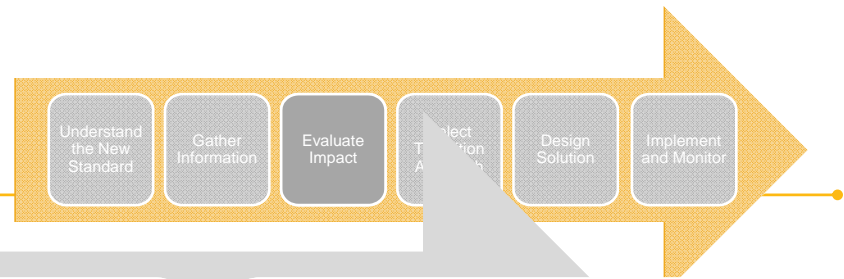 Understand
the New
Standard
Gather
Information
Evaluate
Impact
Design
Solution
Implement
and Monitor